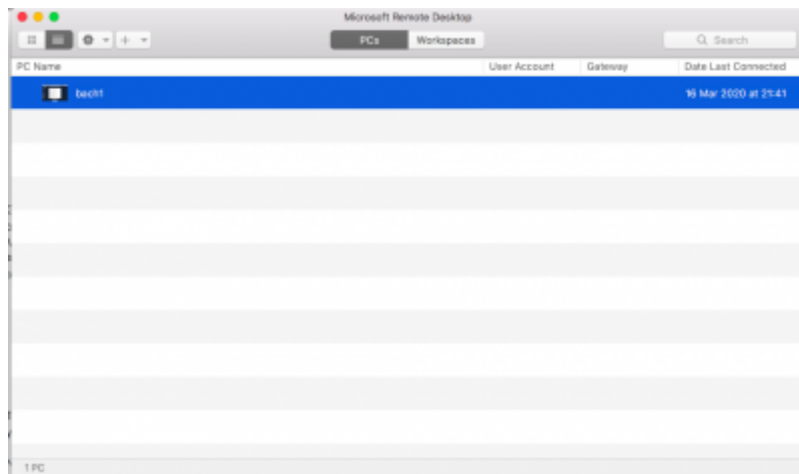 Microsoft Remote Desktop
PCs Workspaces Search
PC Name User Account Gateway Date Last Connected
16 Mar 2020 at 21:41
1 PC